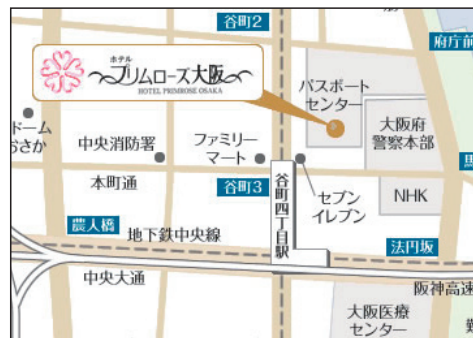 谷町2
府庁前
ホテル
プリムローズ大阪
HOTEL PRIMROSE OSAKA
パスポート
センター
ドーム
おさか
中央消防署
ファミリー
マート
大阪府
警察本部
本町通
谷町3
谷町四丁目駅
セブン
イレブン
NHK
農人橋
地下鉄中央線
法円坂
中央大通
阪神高速
大阪医療
センター